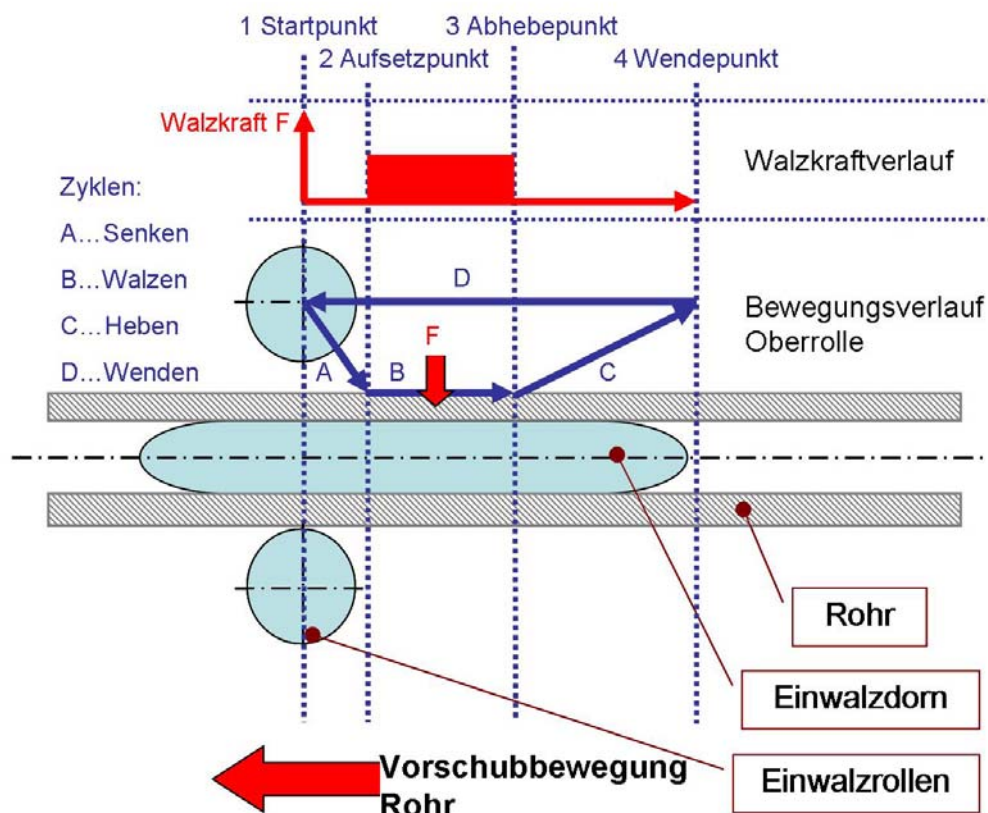 1 Startpunkt
3 Abhebepunkt
2 Aufsetzpunkt
4 Wendepunkt
Walzkraft F
Walzkraftverlauf
Zyklen:
A...Senken
B...Walzen
C...Heben
D...Wenden
D
F
A
B
C
Bewegungsverlauf
Oberrolle
Rohr
Einwalzdorn
Einwalzrollen
Vorschubbewegung
Rohr